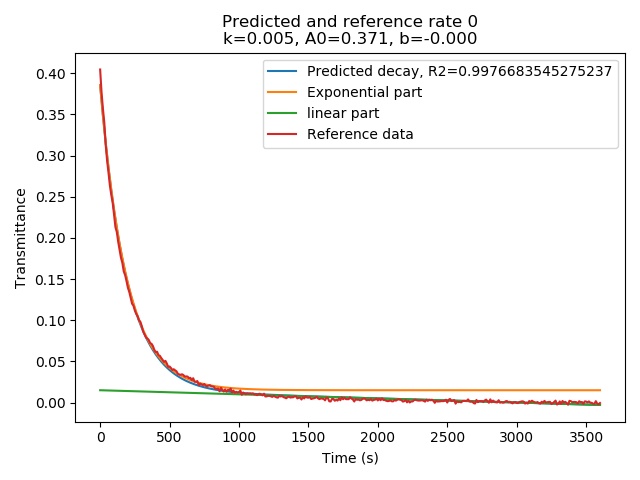 Predicted and reference rate 0
k=0.005, A0=0.371, b=-0.000
Predicted decay, R2=0.9976683545275237
Exponential part
linear part
Reference data
0.40
0.35
0.30
0.25
0.20
0.15
0.10
0.05
0.00
Transmittance
0 500 1000 1500 2000 2500 3000 3500
Time (s)